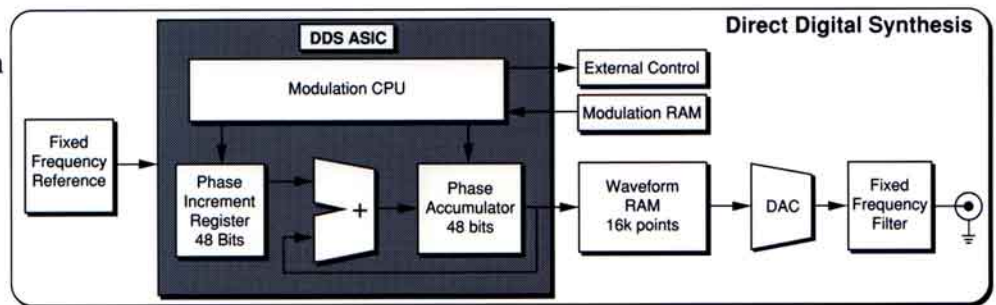 Direct Digital Synthesis
DDS ASIC
Modulation CPU
External Control
Modulation RAM
Fixed
Frequency
Reference
Phase
Increment
Register
48 Bits
+
Phase
Accumulator
48 bits
Waveform
RAM
16k points
DAC
Fixed
Frequency
Filter